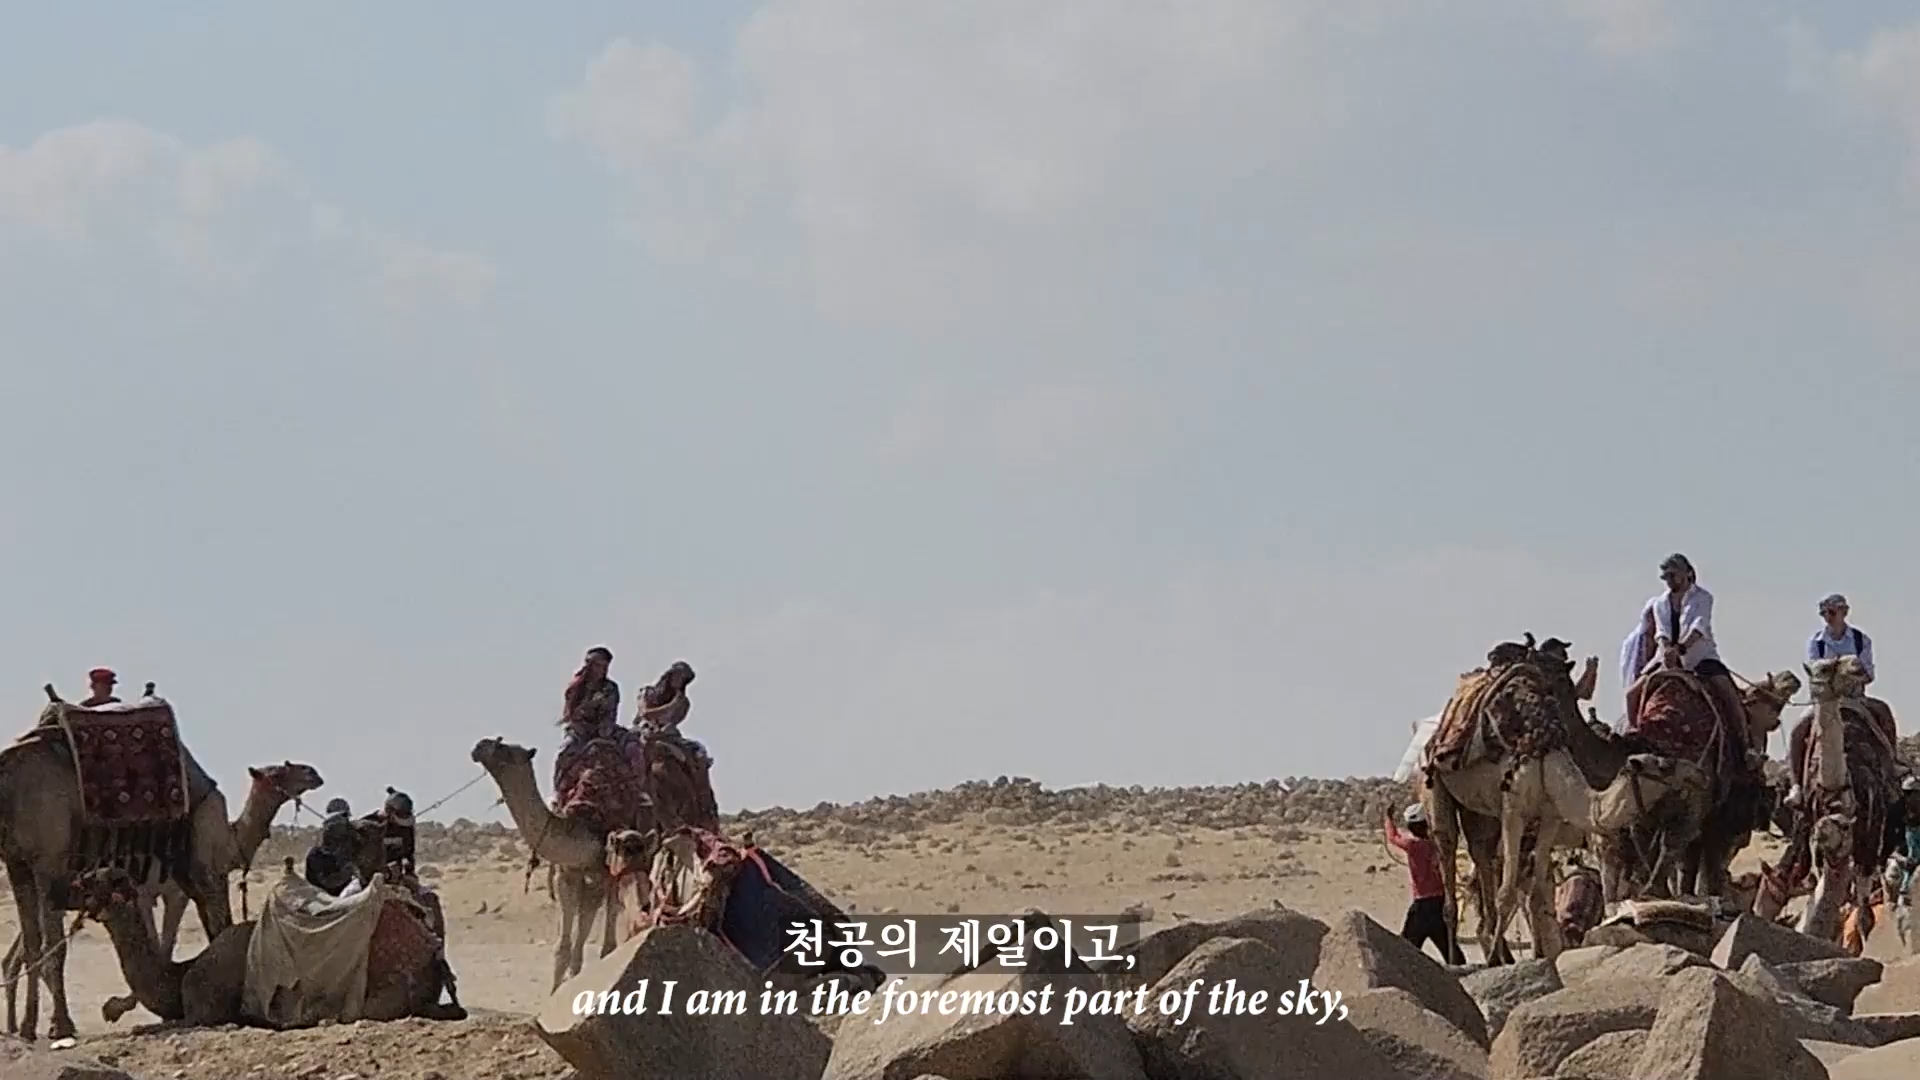 천공의 제일이고,
and I am in the foremost part of the sky,